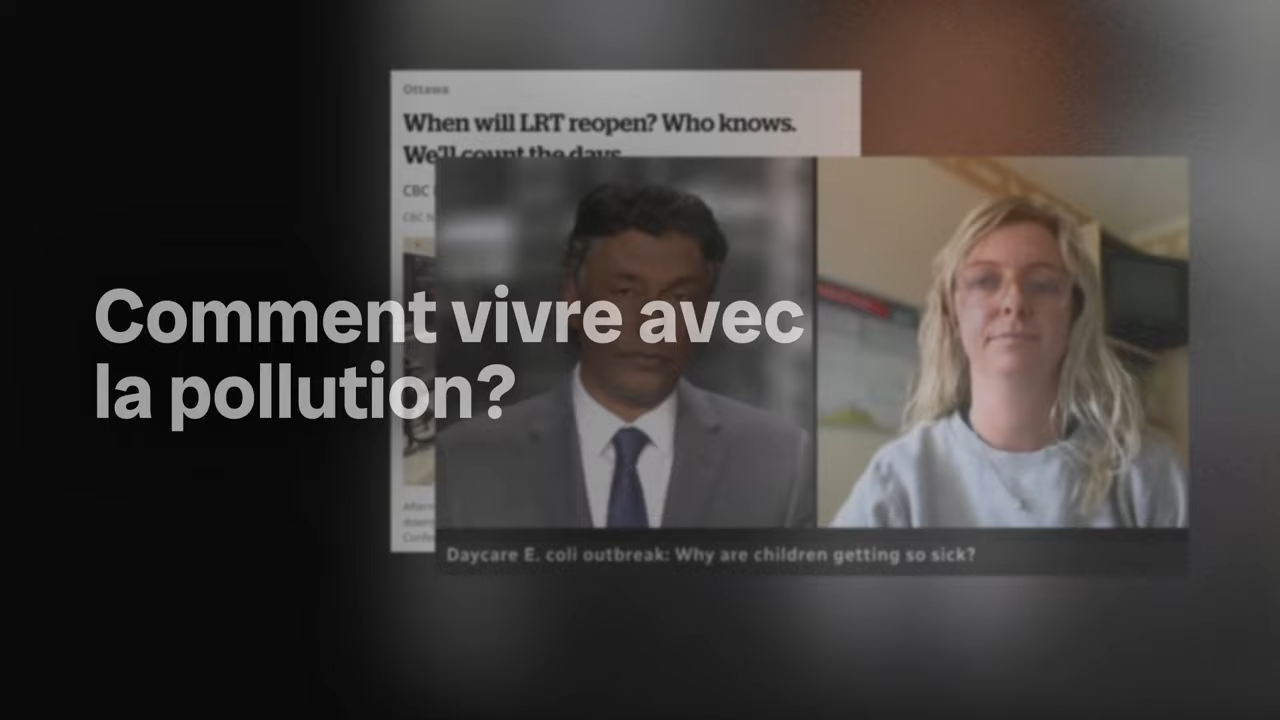 Ottawa
When will LRT reopen? Who knows.
We'll count the days
CBC
CBC
Comment vivre avec
la pollution?
Daycare E. coli outbreak: Why are children getting so sick?